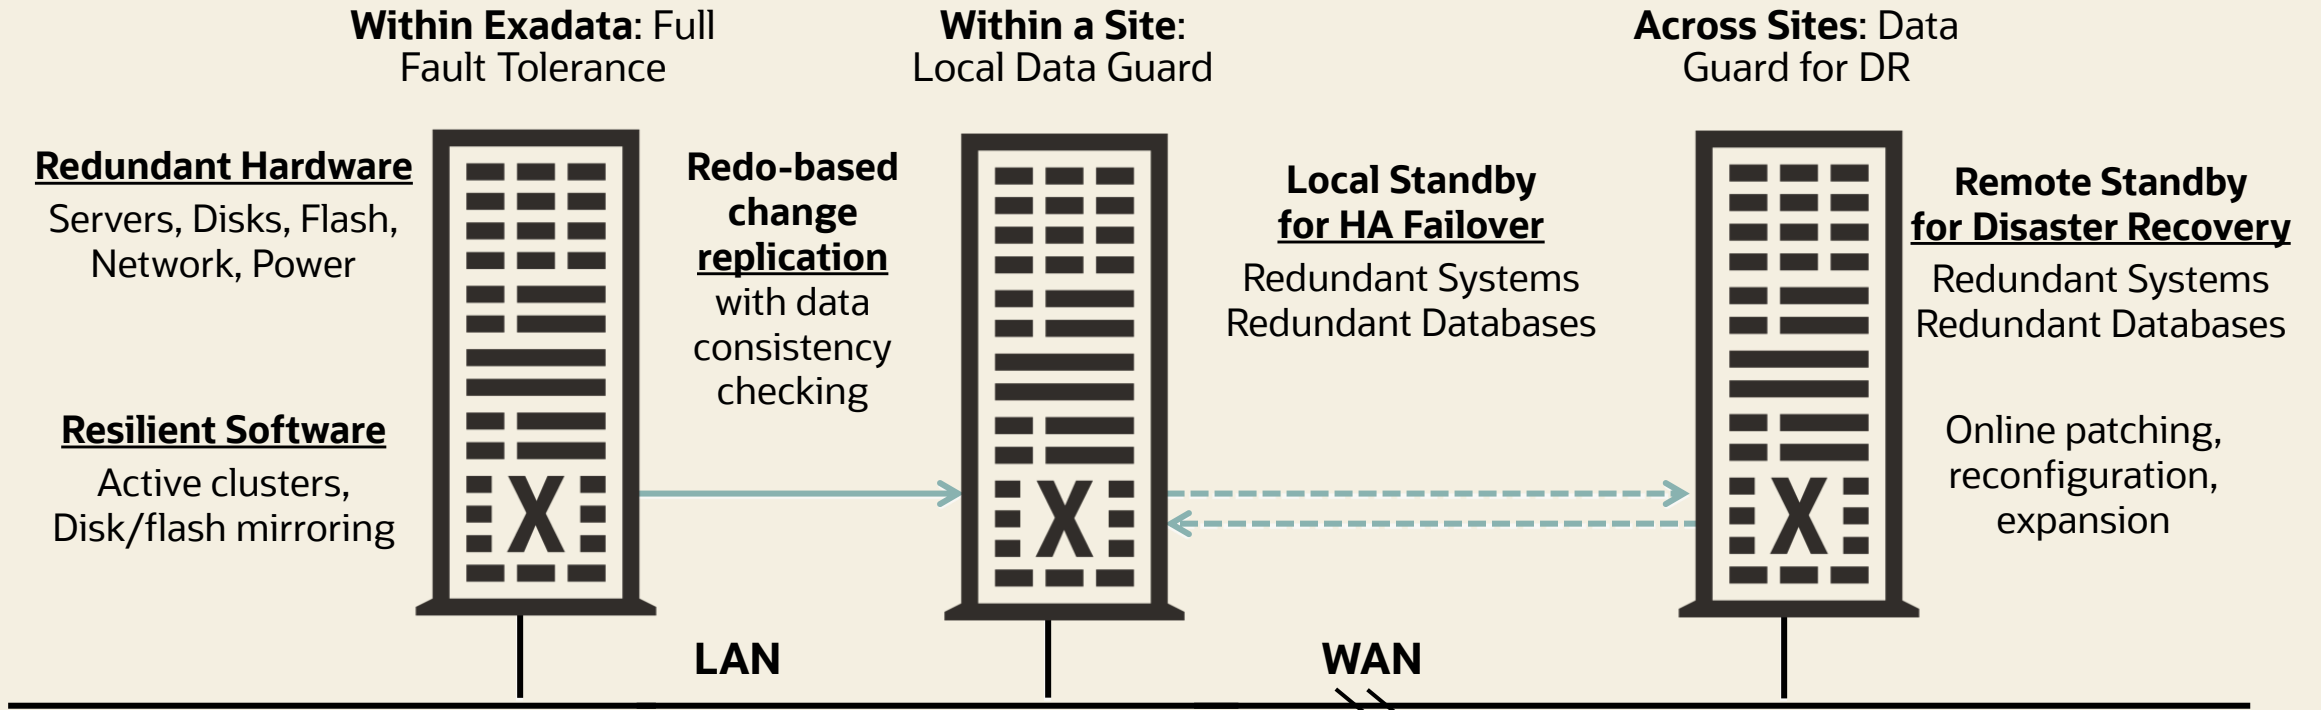 Within Exadata: Full
Fault Tolerance
Within a Site:
Local Data Guard
Across Sites: Data
Guard for DR
Redundant Hardware
Servers, Disks, Flash,
Network, Power
Resilient Software
Active clusters,
Disk/flash mirroring
Redo-based
change
replication
with data
consistency
checking
Local Standby
for HA Failover
Redundant Systems
Redundant Databases
Remote Standby
for Disaster Recovery
Redundant Systems
Redundant Databases
Online patching,
reconfiguration,
expansion
X
X
X
LAN
WAN